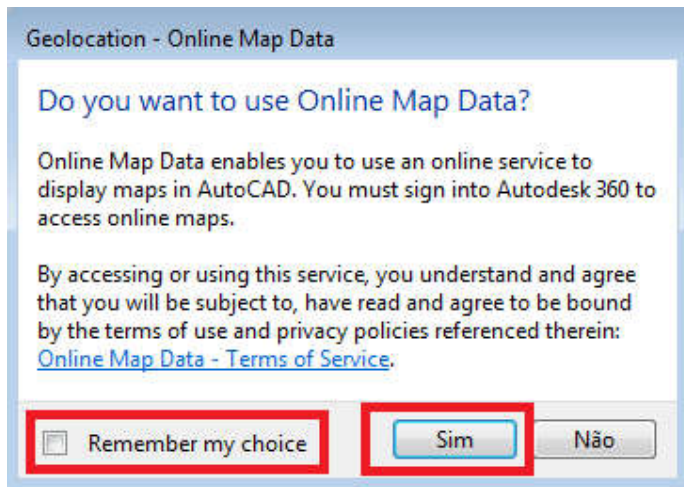 Geolocation - Online Map Data
Do you want to use Online Map Data?
Online Map Data enables you to use an online service to
display maps in AutoCAD. You must sign into Autodesk 360 to
access online maps.
By accessing or using this service, you understand and agree
that you will be subject to, have read and agree to be bound
by the terms of use and privacy policies referenced therein:
Online Map Data - Terms of Service.
Remember my choice Sim Não